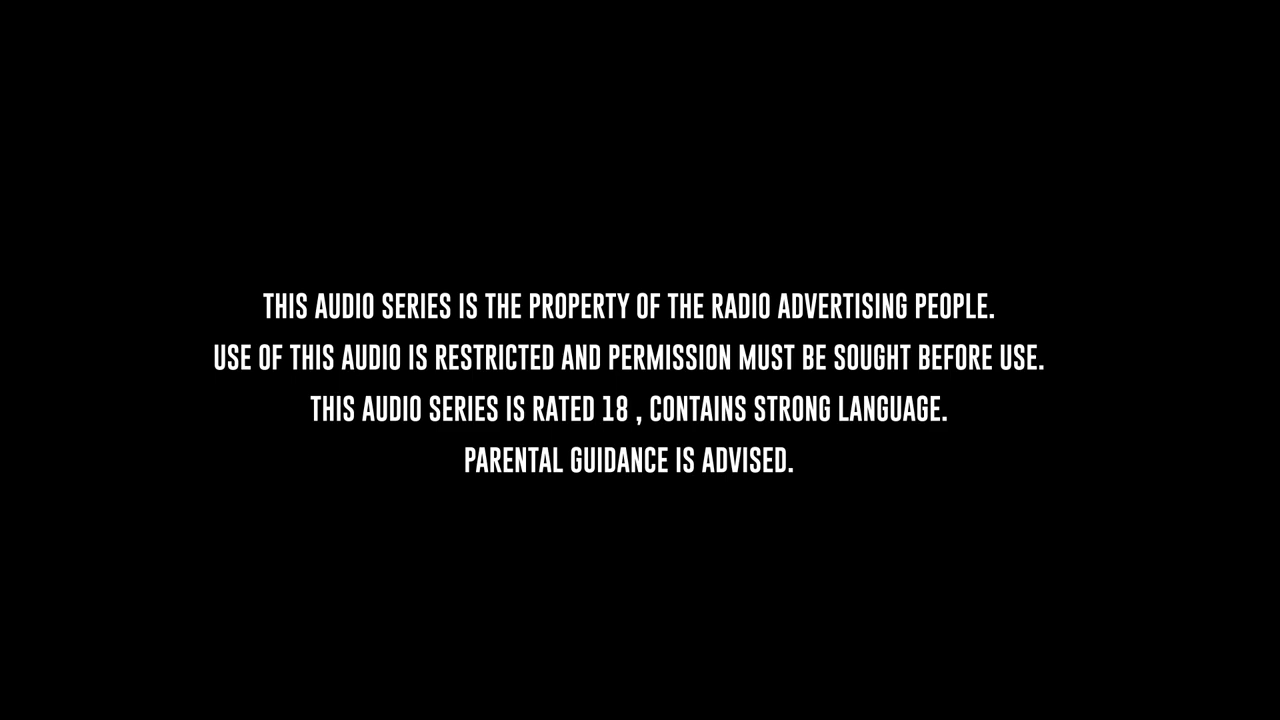 THIS AUDIO SERIES IS THE PROPERTY OF THE RADIO ADVERTISING PEOPLE.
USE OF THIS AUDIO IS RESTRICTED AND PERMISSION MUST BE SOUGHT BEFORE USE.
THIS AUDIO SERIES IS RATED 18 , CONTAINS STRONG LANGUAGE.
PARENTAL GUIDANCE IS ADVISED.